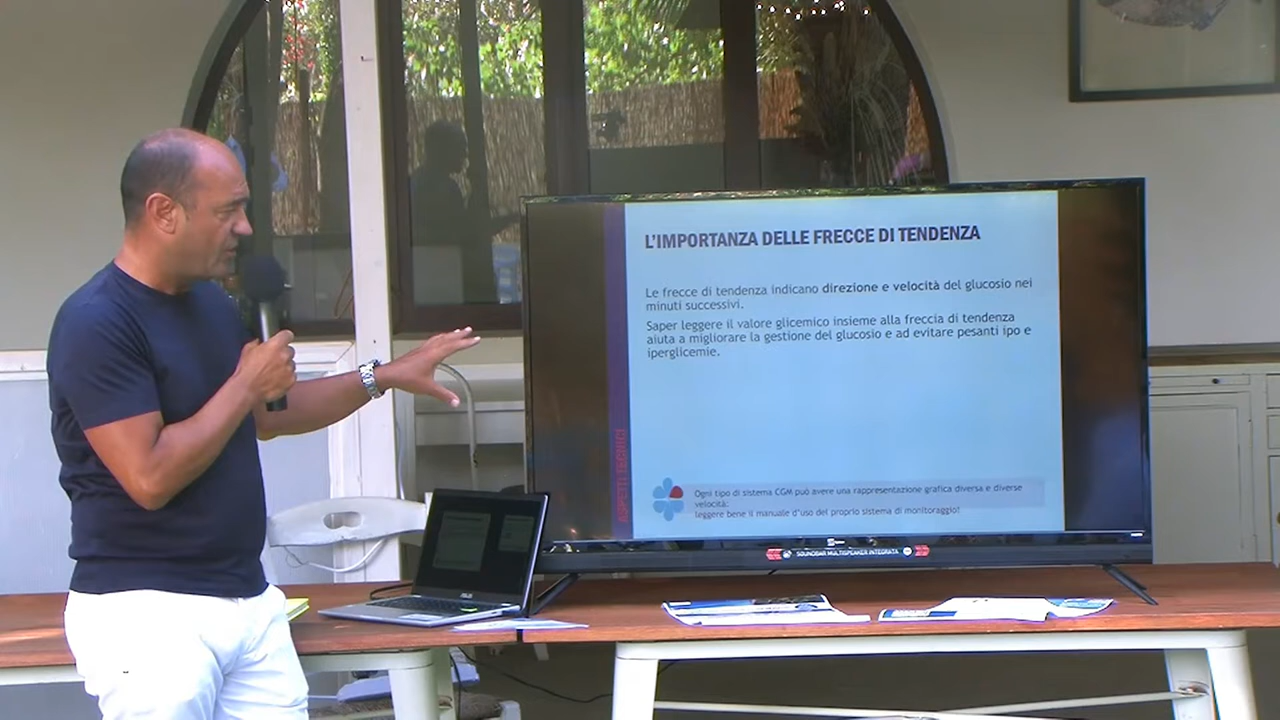 L'IMPORTANZA DELLE FRECCE DI TENDENZA
Le frecce di tendenza indicano direzione e velocità del glucosio nei
minuti successivi.
Saper leggere il valore glicemico insieme alla freccia di tendenza
aiuta a migliorare la gestione del glucosio e ad evitare pesanti ipo e
iperglicemie.
ASPETTI TECNICI
Ogni tipo di sistema CGM può avere una rappresentazione grafica diversa e diverse
velocità:
leggere bene il manuale d'uso del proprio sistema di monitoraggio!
SOUNDBAR MULTISPEAKER INTEGRATA
ASUS